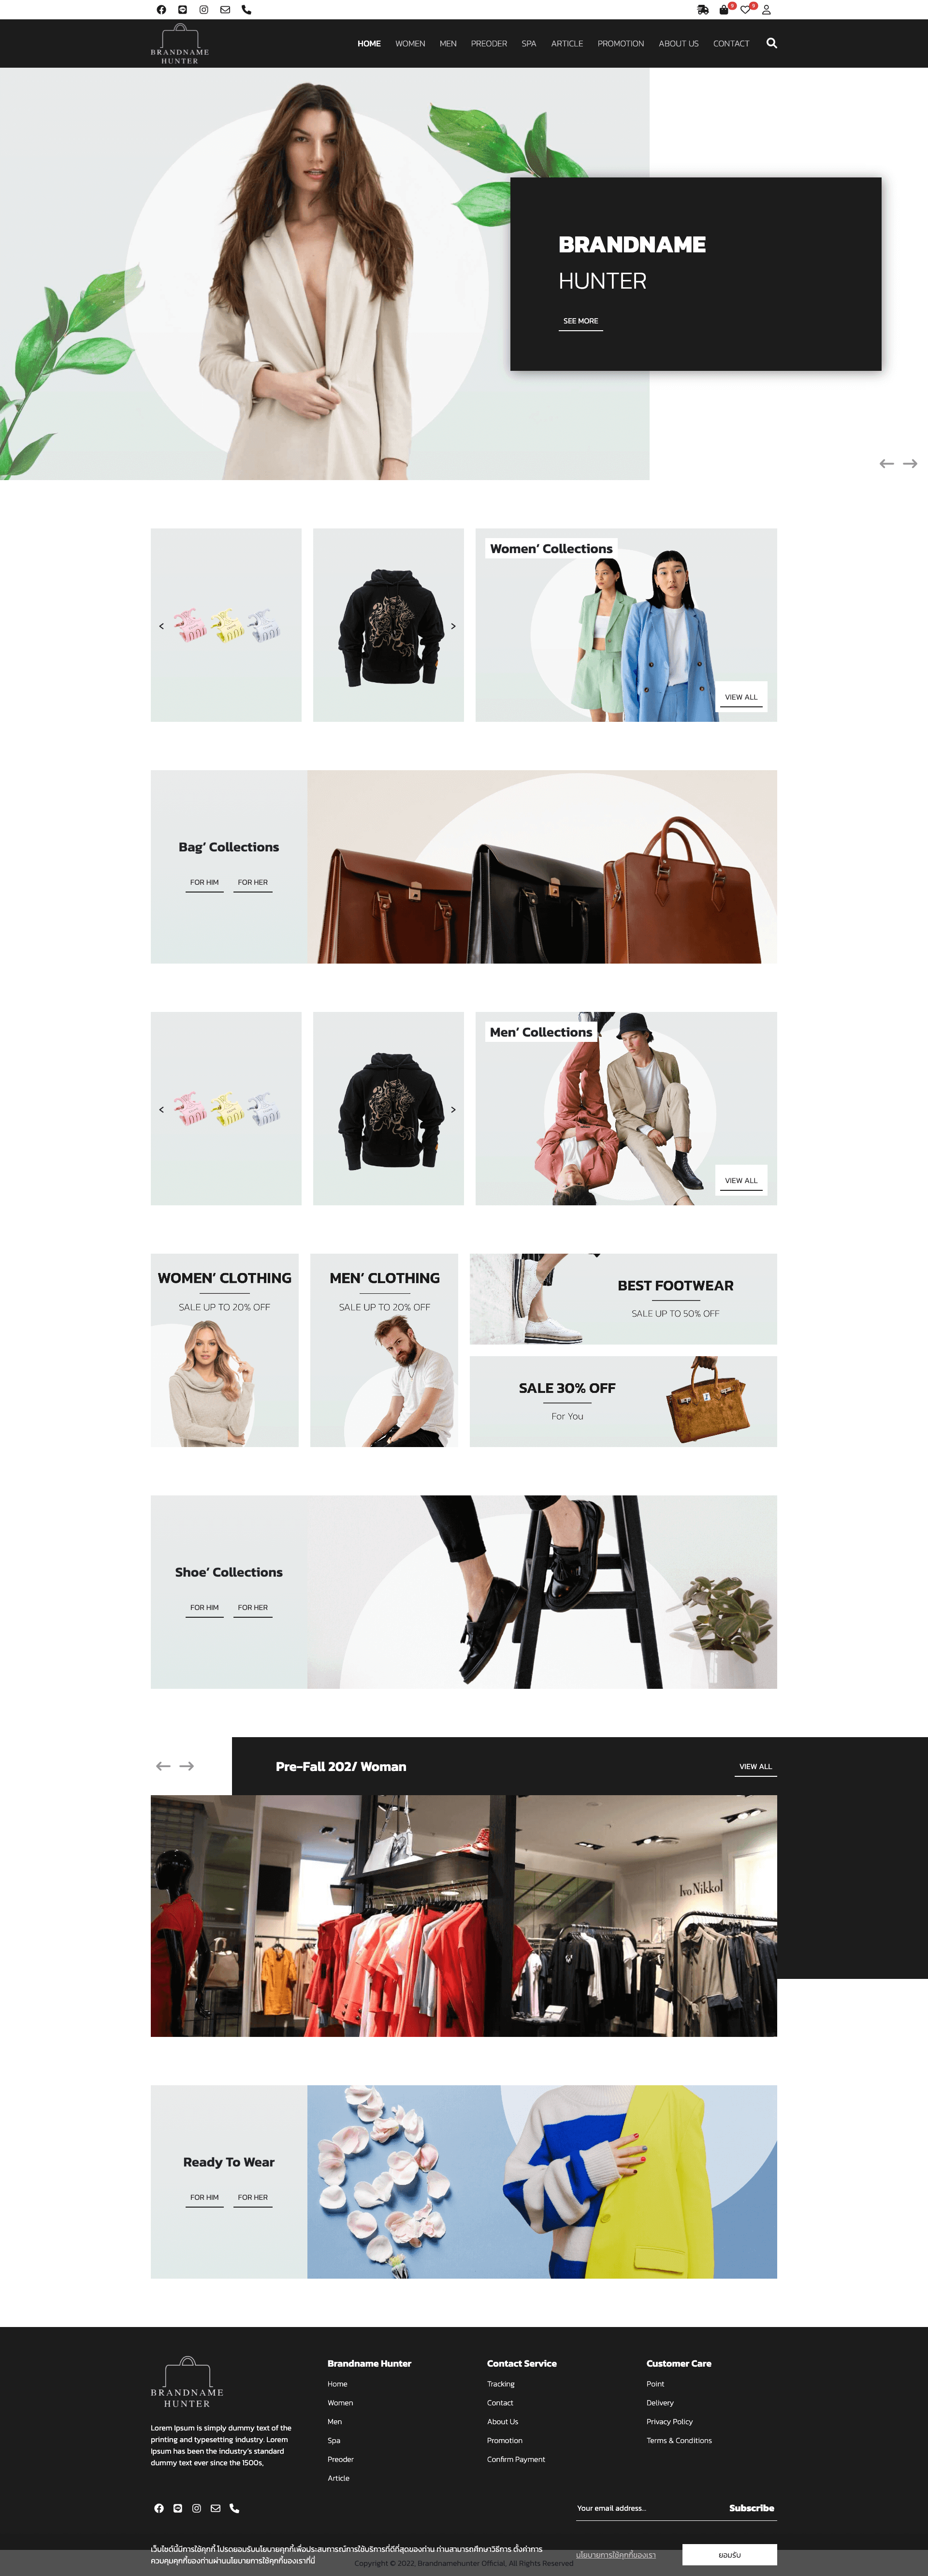 9
9
BRANDNAME
HUNTER
HOME WOMEN MEN PREODER SPA ARTICLE PROMOTION ABOUT US CONTACT
BRANDNAME
HUNTER
SEE MORE
Women’ Collections
VIEW ALL
Bag’ Collections
FOR HIM FOR HER
Men’ Collections
VIEW ALL
WOMEN’ CLOTHING
SALE UP TO 20% OFF
MEN’ CLOTHING
SALE UP TO 20% OFF
BEST FOOTWEAR
SALE UP TO 50% OFF
SALE 30% OFF
For You
Shoe’ Collections
FOR HIM FOR HER
Pre-Fall 202/ Woman
VIEW ALL
Ivo Nikkol
Ready To Wear
FOR HIM FOR HER
BRANDNAME
HUNTER
Lorem Ipsum is simply dummy text of the
printing and typesetting industry. Lorem
Ipsum has been the industry’s standard
dummy text ever since the 1500s,
Brandname Hunter
Home
Women
Men
Spa
Preoder
Article
Contact Service
Tracking
Contact
About Us
Promotion
Confirm Payment
Customer Care
Point
Delivery
Privacy Policy
Terms & Conditions
Your email address... Subscribe
เว็บไซต์นี้มีการใช้คุกกี้ โปรดยอมรับนโยบายคุกกี้เพื่อประสบการณ์การใช้บริการที่ดีที่สุดของท่าน ท่านสามารถศึกษาวิธีการ ตั้งค่าการ
ควบคุมคุกกี้ของท่านผ่านนโยบายการใช้คุกกี้ของเราที่นี่
นโยบายการใช้คุกกี้ของเรา
ยอมรับ
Copyright © 2022, Brandnamehunter Official, All Rights Reserved